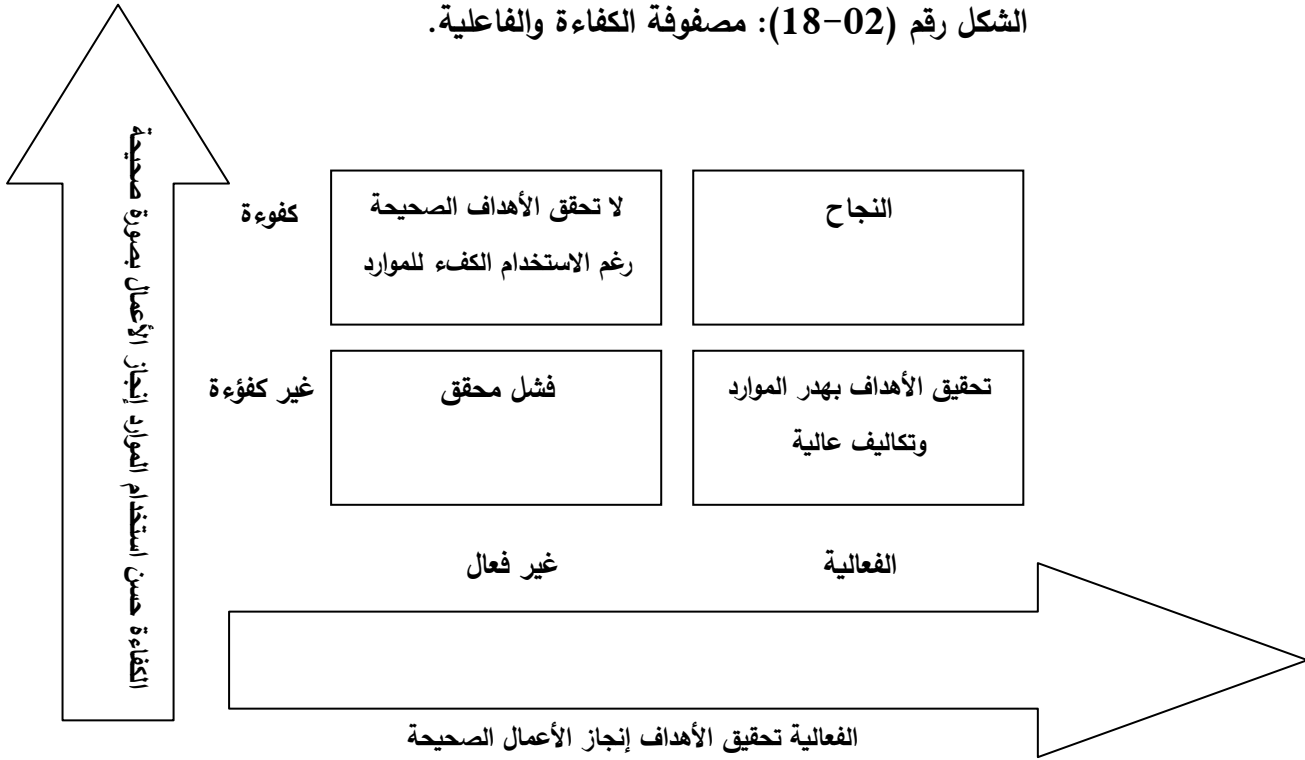 الشكل رقم (02-18): مصفوفة الكفاءة والفاعلية.
الكفاءة حسن استخدام الموارد إنجاز الأعمال بصورة صحيحة
كفوءة
لا تحقق الأهداف الصحيحة
رغم الاستخدام الكفء للموارد
النجاح
غير كفؤءة
فشل محقق
تحقيق الأهداف بهدر الموارد
وتكاليف عالية
غير فعال
الفعالية
الفعالية تحقيق الأهداف إنجاز الأعمال الصحيحة